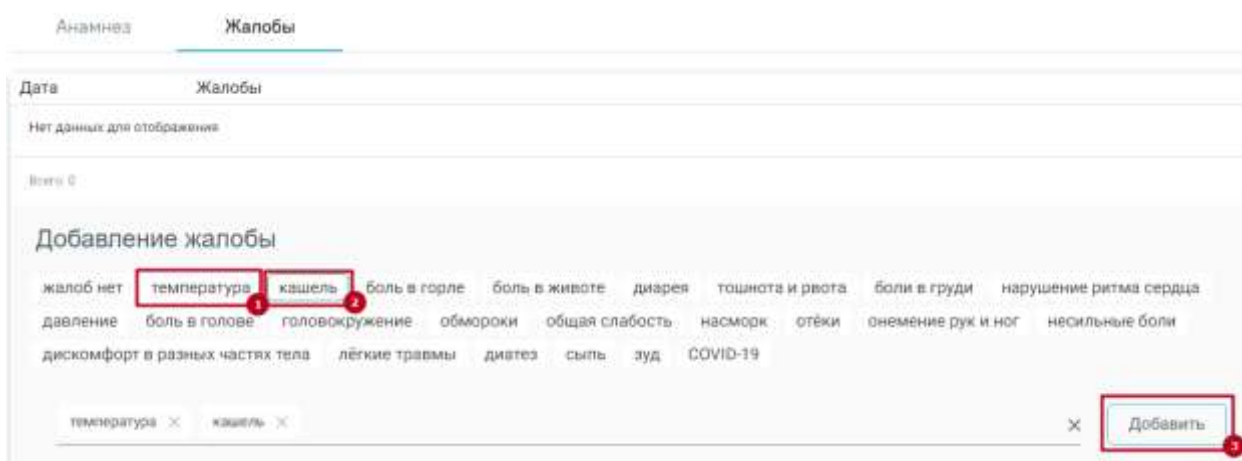 Анамнез Жалобы
Дата Жалобы
Нет данных для отображения
Всего: 0
Добавление жалобы
жалоб нет температура 1 кашель 2 боль в горле боль в животе диарея тошнота и рвота боли в груди нарушение ритма сердца
давление боль в голове головокружение обмороки общая слабость насморк отёки онемение рук и ног несильные боли
дискомфорт в разных частях тела лёгкие травмы диатез сыпь зуд COVID-19
температура × кашель × × Добавить 3